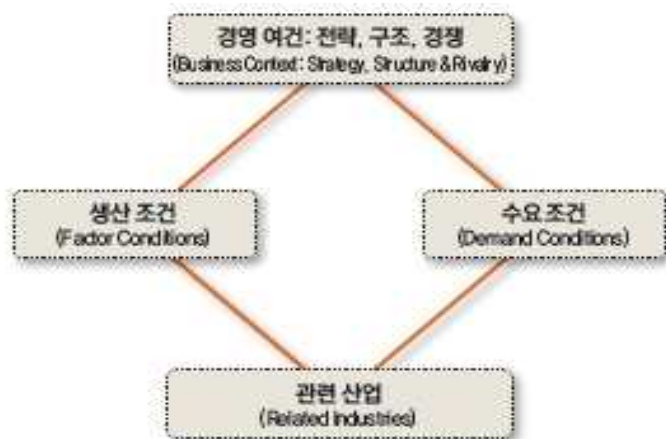 경영 여건: 전략, 구조, 경쟁
(Business Context: Strategy, Structure & Rivalry)
생산 조건
(Factor Conditions)
수요 조건
(Demand Conditions)
관련 산업
(Related Industries)